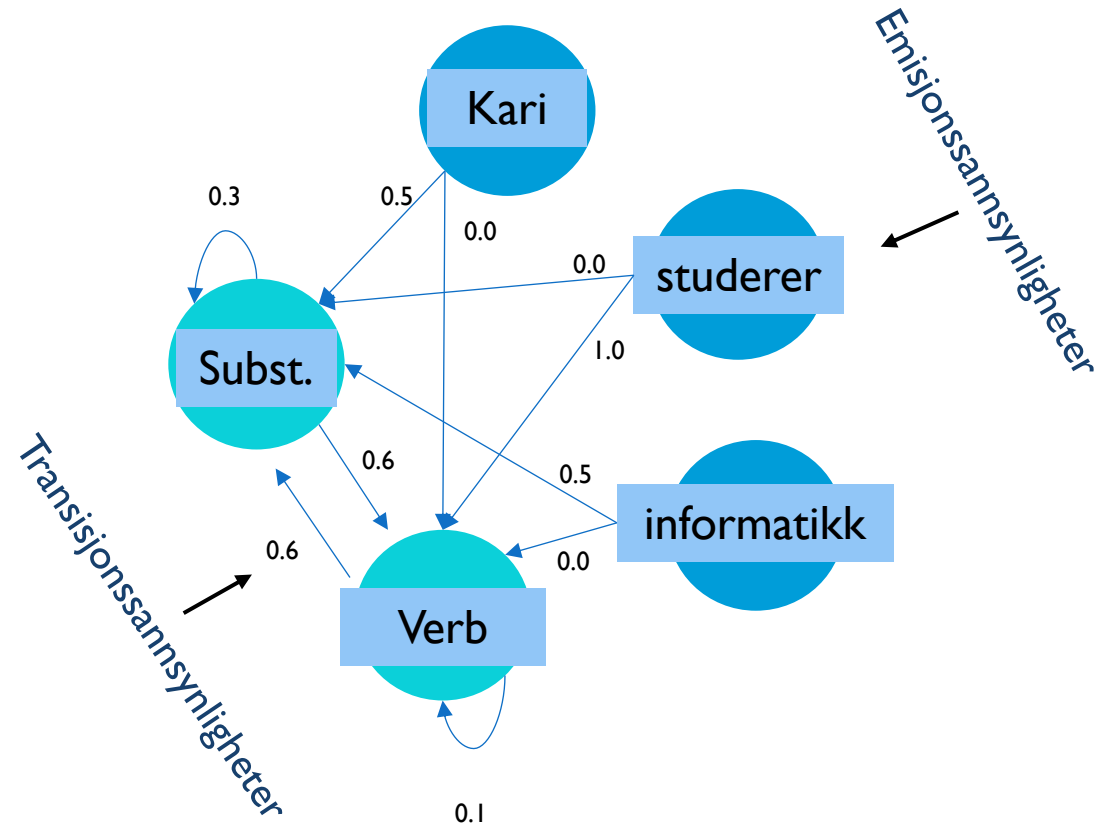 Kari
Emisjonssannsynligheter
0.3
0.5
0.0
0.0
studerer
1.0
Subst.
0.6
0.5
informatikk
0.6
0.0
Transisjonssannsynligheter
Verb
0.1